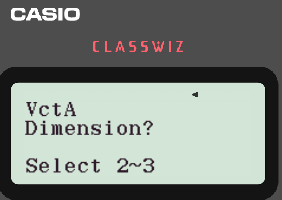 CASIO
CLASSWIZ
VctA
Dimension?
Select 2~3